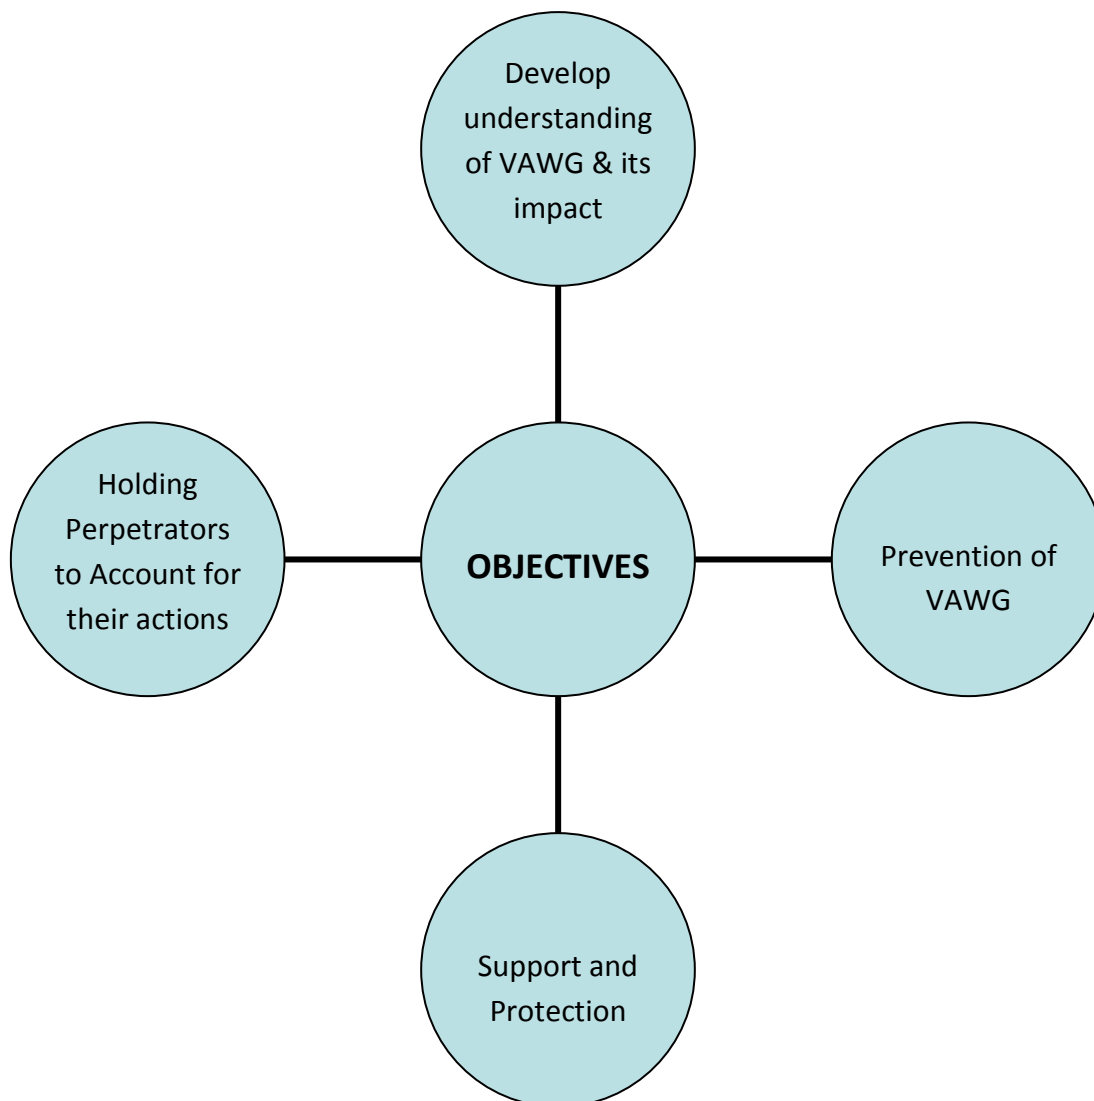 Develop
understanding
of VAWG & its
impact
Holding
Perpetrators
to Account for
their actions
OBJECTIVES
Prevention of
VAWG
Support and
Protection